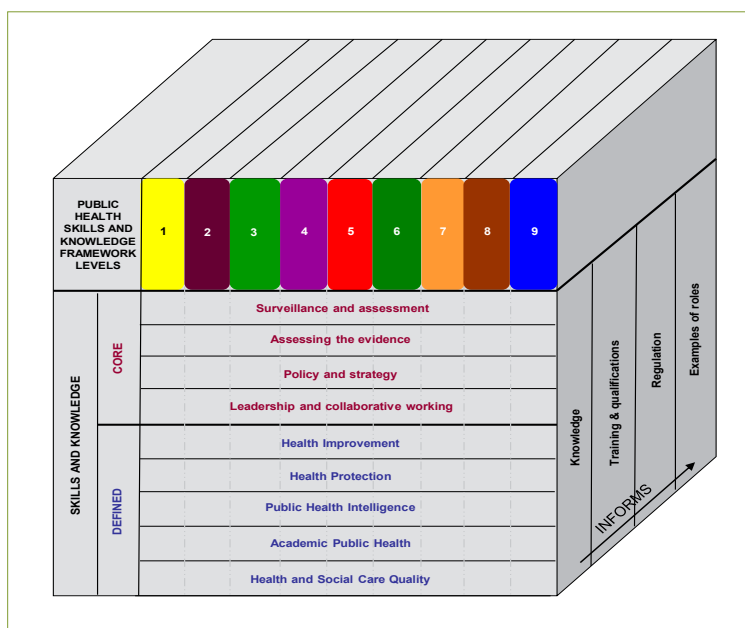 PUBLIC
HEALTH
SKILLS AND
KNOWLEDGE
FRAMEWORK
LEVELS
1 2 3 4 5 6 7 8 9
SKILLS AND KNOWLEDGE
CORE
Surveillance and assessment
Assessing the evidence
Policy and strategy
Leadership and collaborative working
DEFINED
Health Improvement
Health Protection
Public Health Intelligence
Academic Public Health
Health and Social Care Quality
Knowledge
Training & qualifications
Regulation
Examples of roles
INFORMS